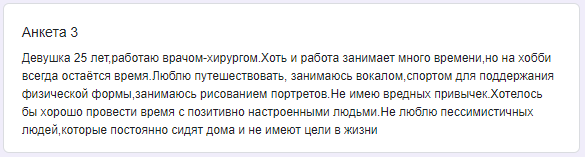 Анкета 3
Девушка 25 лет,работаю врачом-хирургом.Хоть и работа занимает много времени,но на хобби
всегда остаётся время.Люблю путешествовать, занимаюсь вокалом,спортом для поддержания
физической формы,занимаюсь рисованием портретов.Не имею вредных привычек.Хотелось
бы хорошо провести время с позитивно настроенными людьми.Не люблю пессимистичных
людей,которые постоянно сидят дома и не имеют цели в жизни